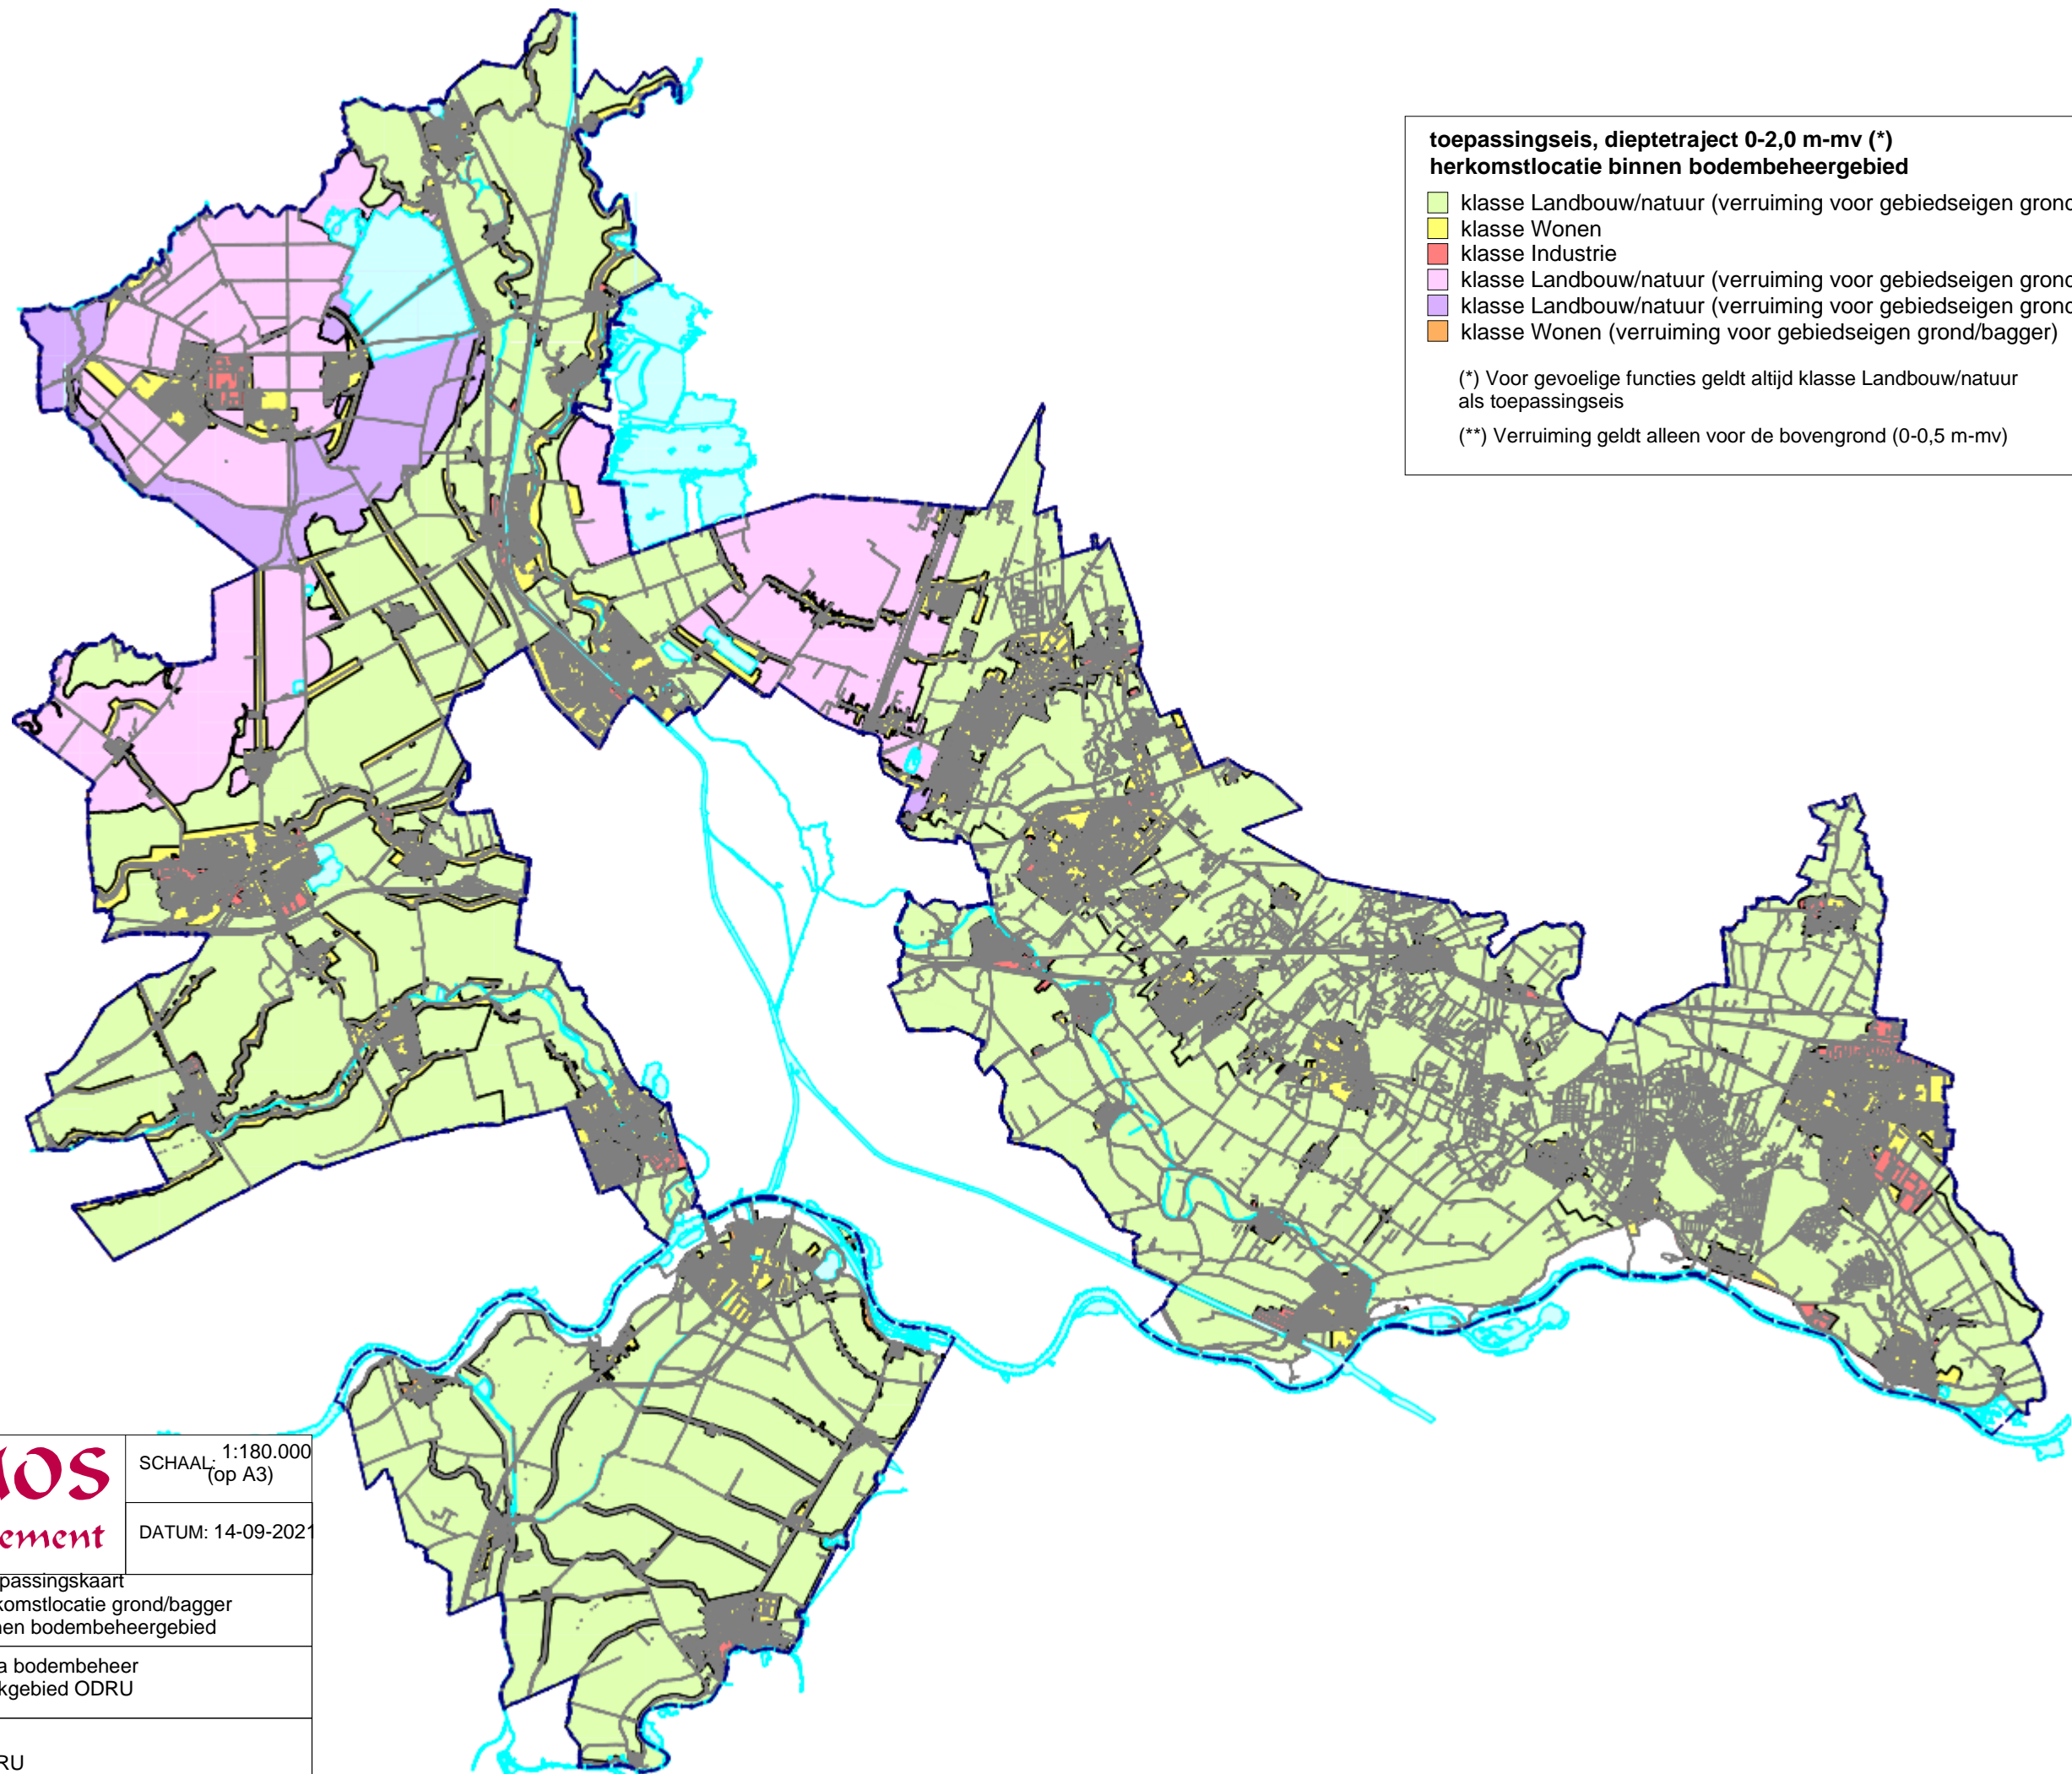 toepassingseis, dieptetraject 0-2,0 m-mv (*)
herkomstlocatie binnen bodembeheergebied
klasse Landbouw/natuur (verruiming voor gebiedseigen grond
klasse Wonen
klasse Industrie
klasse Landbouw/natuur (verruiming voor gebiedseigen grond
klasse Landbouw/natuur (verruiming voor gebiedseigen grond
klasse Wonen (verruiming voor gebiedseigen grond/bagger)
(*) Voor gevoelige functies geldt altijd klasse Landbouw/natuur
als toepassingseis
(**) Verruiming geldt alleen voor de bovengrond (0-0,5 m-mv)
os
ement
SCHAAL: 1:180.000
(op A3)
DATUM: 14-09-2021
passingskaart
komstlocatie grond/bagger
nen bodembeheergebied
a bodembeheer
kgebied ODRU
RU